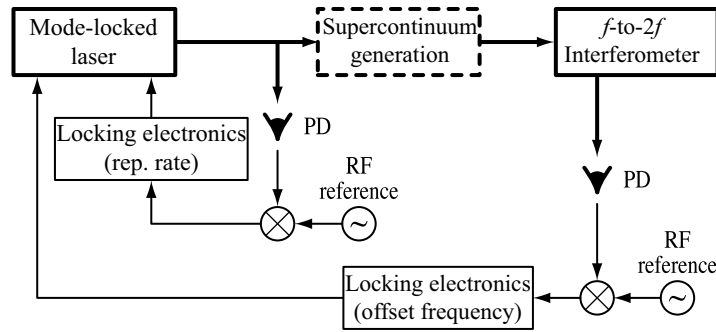 Mode-locked
laser
Supercontinuum
generation
f-to-2f
Interferometer
Locking electronics
(rep. rate)
PD
RF
reference
~
PD
RF
reference
~
Locking electronics
(offset frequency)